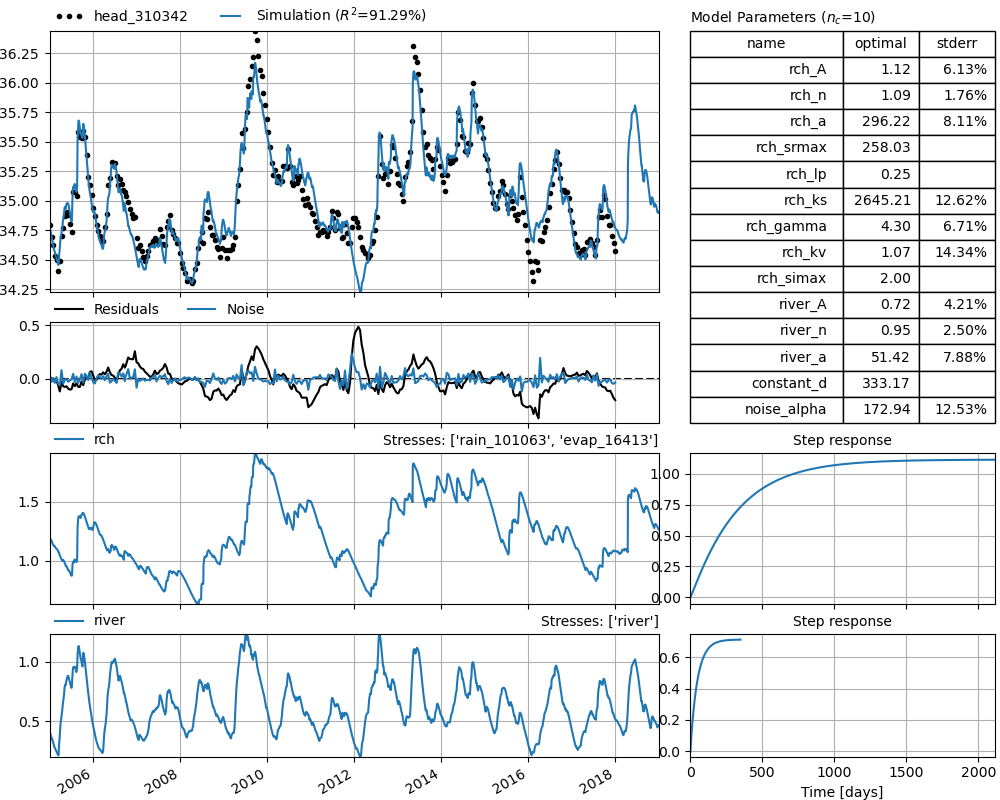 head_310342 Simulation (R²=91.29%)
36.25
36.00
35.75
35.50
35.25
35.00
34.75
34.50
34.25
Residuals Noise
0.5
0.0
rch Stresses: ['rain_101063', 'evap_16413']
1.5
1.0
river Stresses: ['river']
1.0
0.5
2006 2008 2010 2012 2014 2016 2018
Model Parameters (n_c=10)
name optimal stderr
rch_A 1.12 6.13%
rch_n 1.09 1.76%
rch_a 296.22 8.11%
rch_srmax 258.03
rch_lp 0.25
rch_ks 2645.21 12.62%
rch_gamma 4.30 6.71%
rch_kv 1.07 14.34%
rch_simax 2.00
river_A 0.72 4.21%
river_n 0.95 2.50%
river_a 51.42 7.88%
constant_d 333.17
noise_alpha 172.94 12.53%
Step response
1.00
0.75
0.50
0.25
0.00
Step response
0.6
0.4
0.2
0.0
0 500 1000 1500 2000
Time [days]